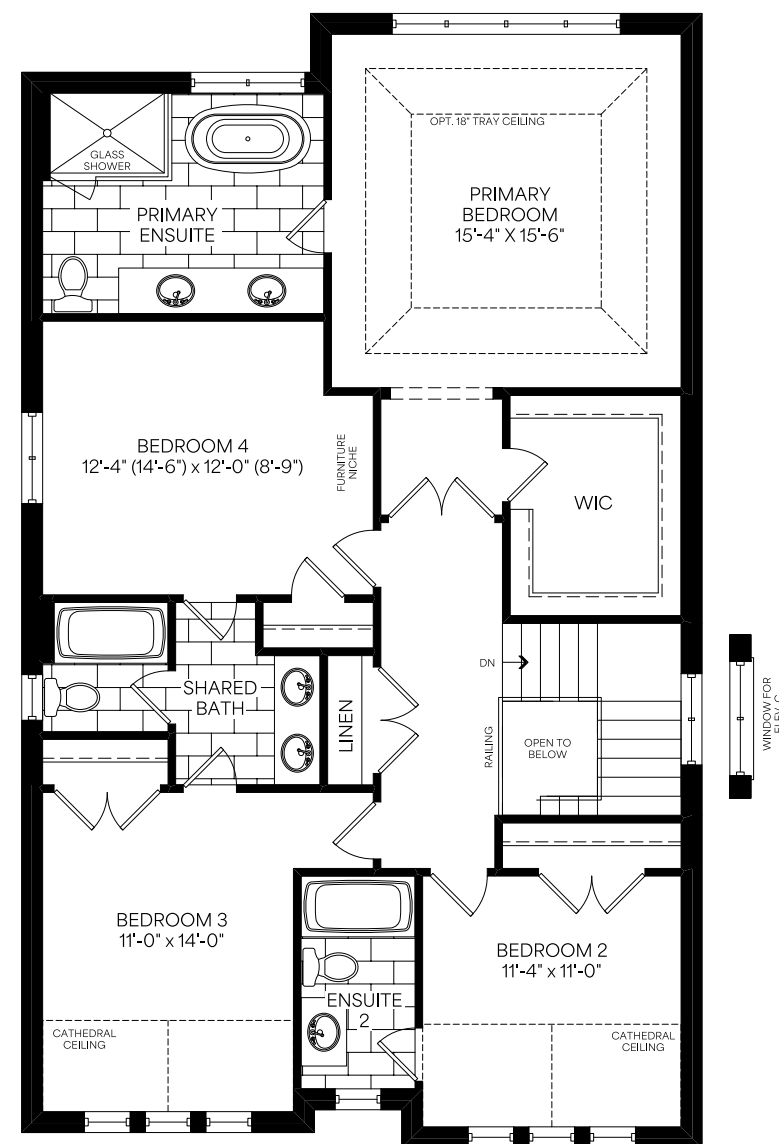 GLASS
SHOWER
OPT. 18" TRAY CEILING
PRIMARY
ENSUITE
PRIMARY
BEDROOM
15'-4" X 15'-6"
BEDROOM 4
12'-4" (14'-6") x 12'-0" (8'-9")
FURNITURE
NICHE
WIC
DN
SHARED
BATH
LINEN
RAILING
OPEN TO
BELOW
WINDOW FOR
ELEV. C
BEDROOM 3
11'-0" x 14'-0"
BEDROOM 2
11'-4" x 11'-0"
ENSUITE
2
CATHEDRAL
CEILING
CATHEDRAL
CEILING